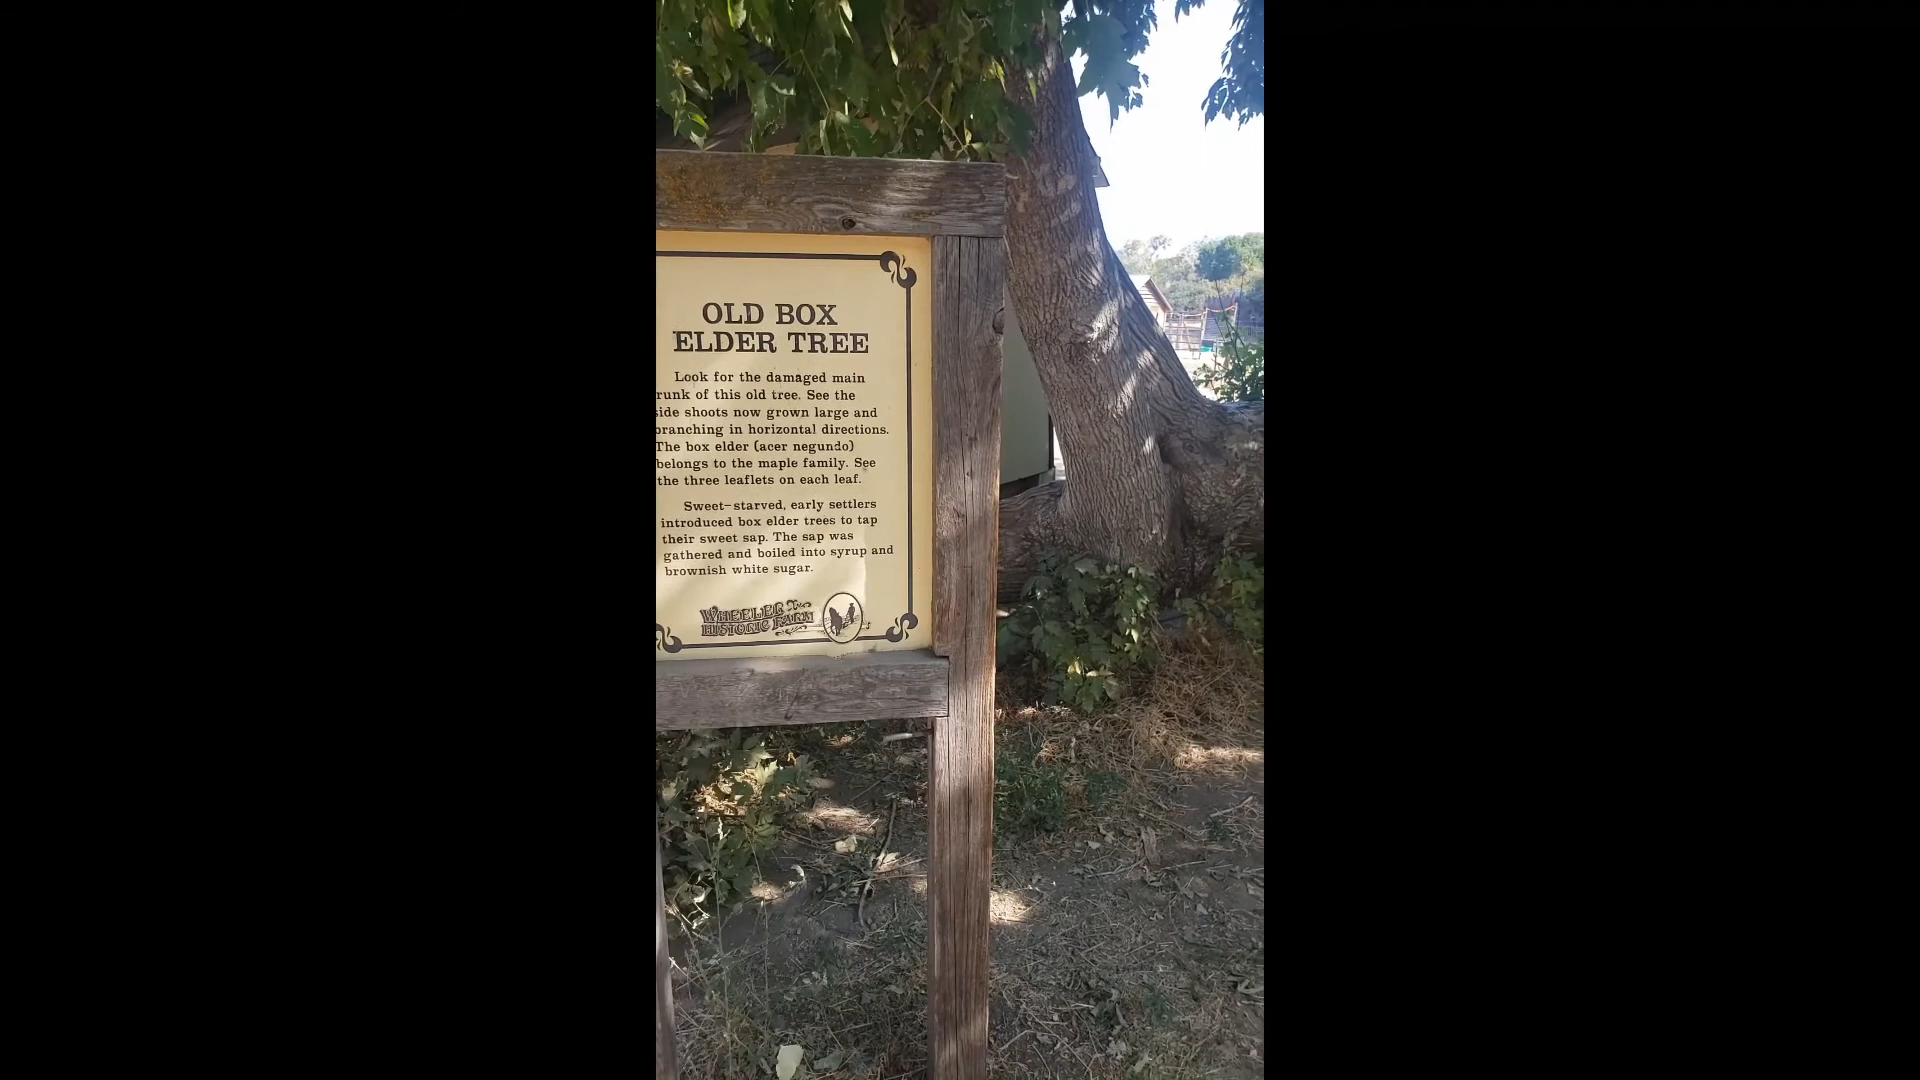 OLD BOX
ELDER TREE
Look for the damaged main
runk of this old tree. See the
side shoots now grown large and
branching in horizontal directions.
The box elder (acer negundo)
belongs to the maple family. See
the three leaflets on each leaf.
Sweet-starved, early settlers
introduced box elder trees to tap
their sweet sap. The sap was
gathered and boiled into syrup and
brownish white sugar.
WHEELER
HISTORIC FARM